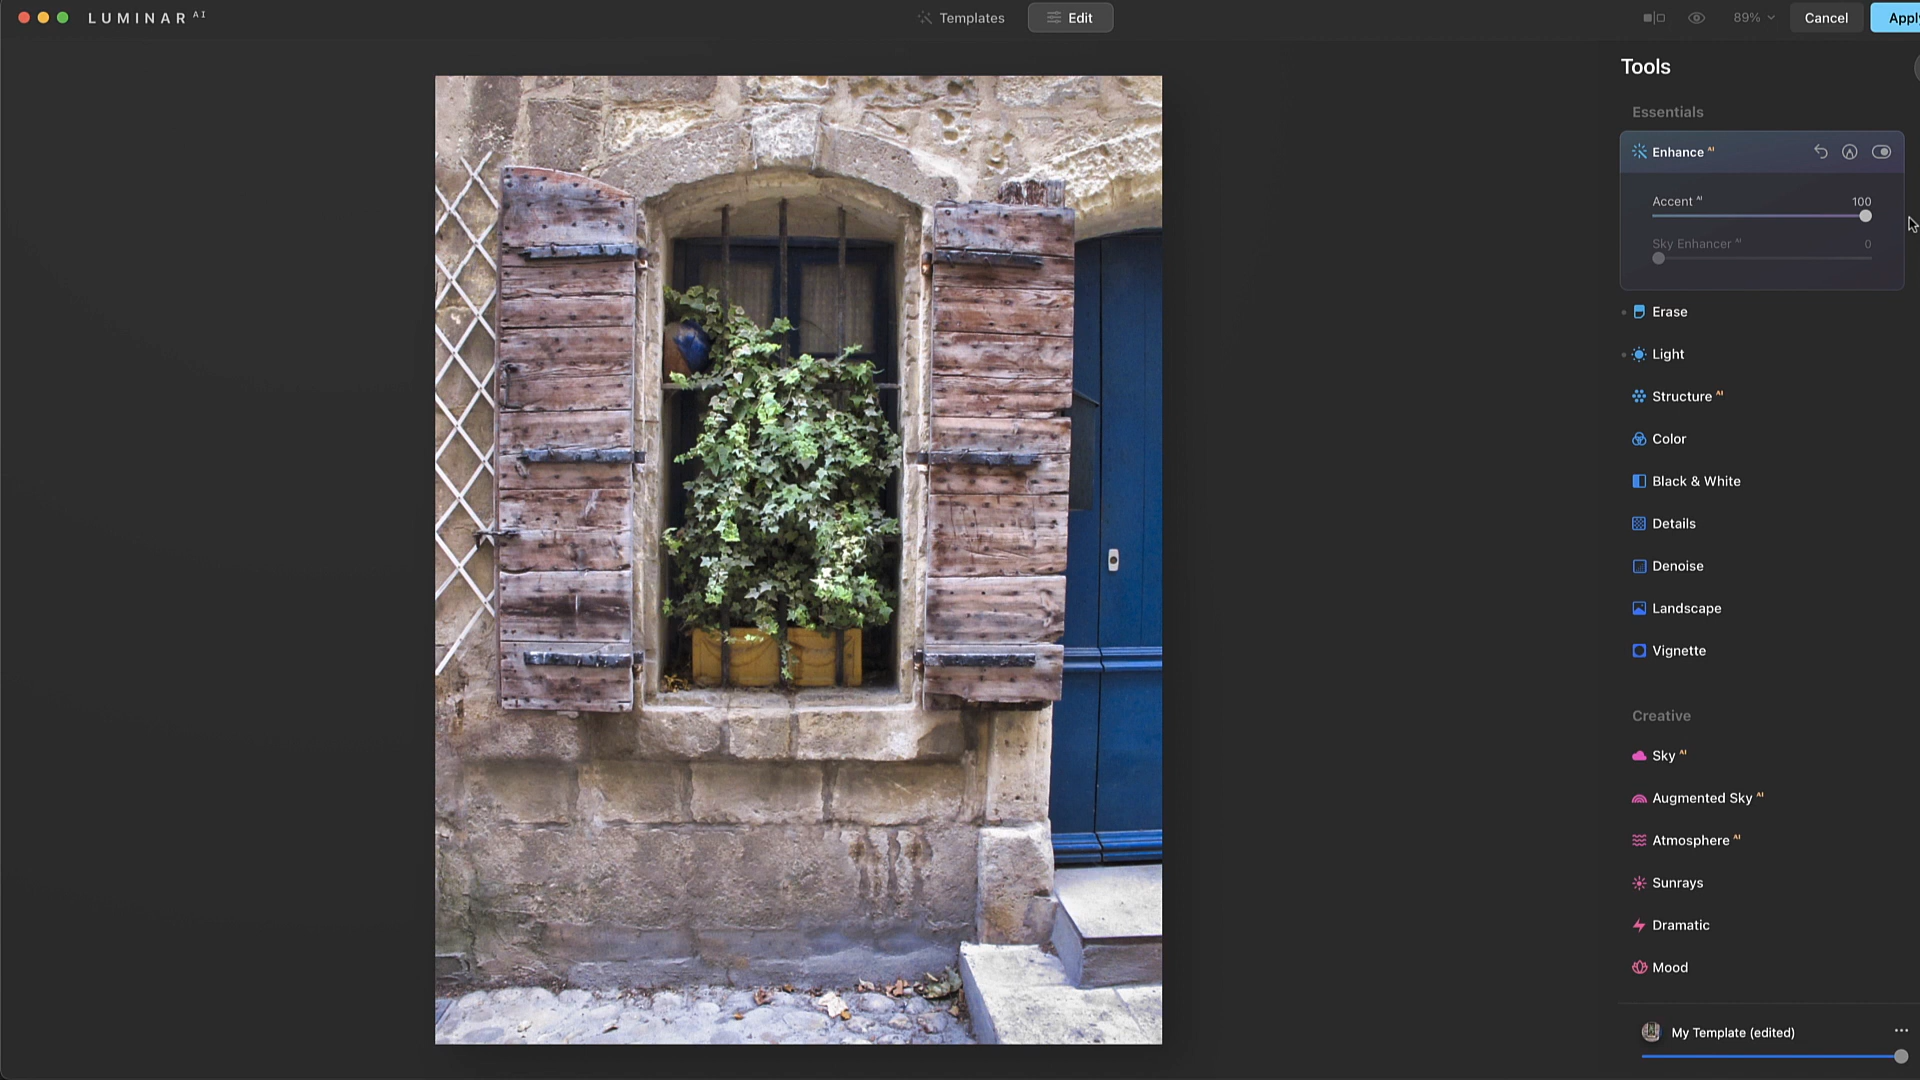 LUMINAR AI
Templates
Edit
89%
Cancel
Apply
Tools
Essentials
Enhance AI
Accent AI
100
Sky Enhancer AI
0
Erase
Light
Structure AI
Color
Black & White
Details
Denoise
Landscape
Vignette
Creative
Sky AI
Augmented Sky AI
Atmosphere AI
Sunrays
Dramatic
Mood
My Template (edited)